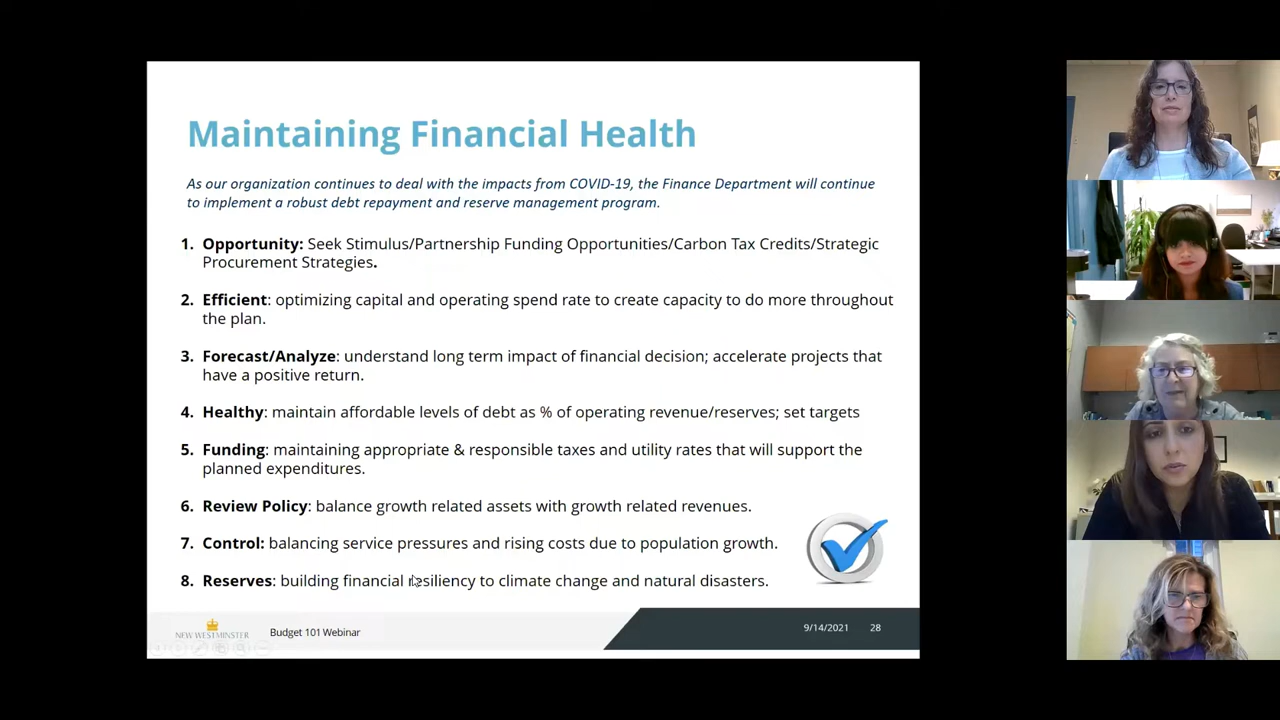 Maintaining Financial Health
As our organization continues to deal with the impacts from COVID-19, the Finance Department will continue
to implement a robust debt repayment and reserve management program.
1. Opportunity: Seek Stimulus/Partnership Funding Opportunities/Carbon Tax Credits/Strategic
Procurement Strategies.
2. Efficient: optimizing capital and operating spend rate to create capacity to do more throughout
the plan.
3. Forecast/Analyze: understand long term impact of financial decision; accelerate projects that
have a positive return.
4. Healthy: maintain affordable levels of debt as % of operating revenue/reserves; set targets
5. Funding: maintaining appropriate & responsible taxes and utility rates that will support the
planned expenditures.
6. Review Policy: balance growth related assets with growth related revenues.
7. Control: balancing service pressures and rising costs due to population growth.
8. Reserves: building financial resiliency to climate change and natural disasters.
NEW WESTMINSTER
Budget 101 Webinar
9/14/2021 28